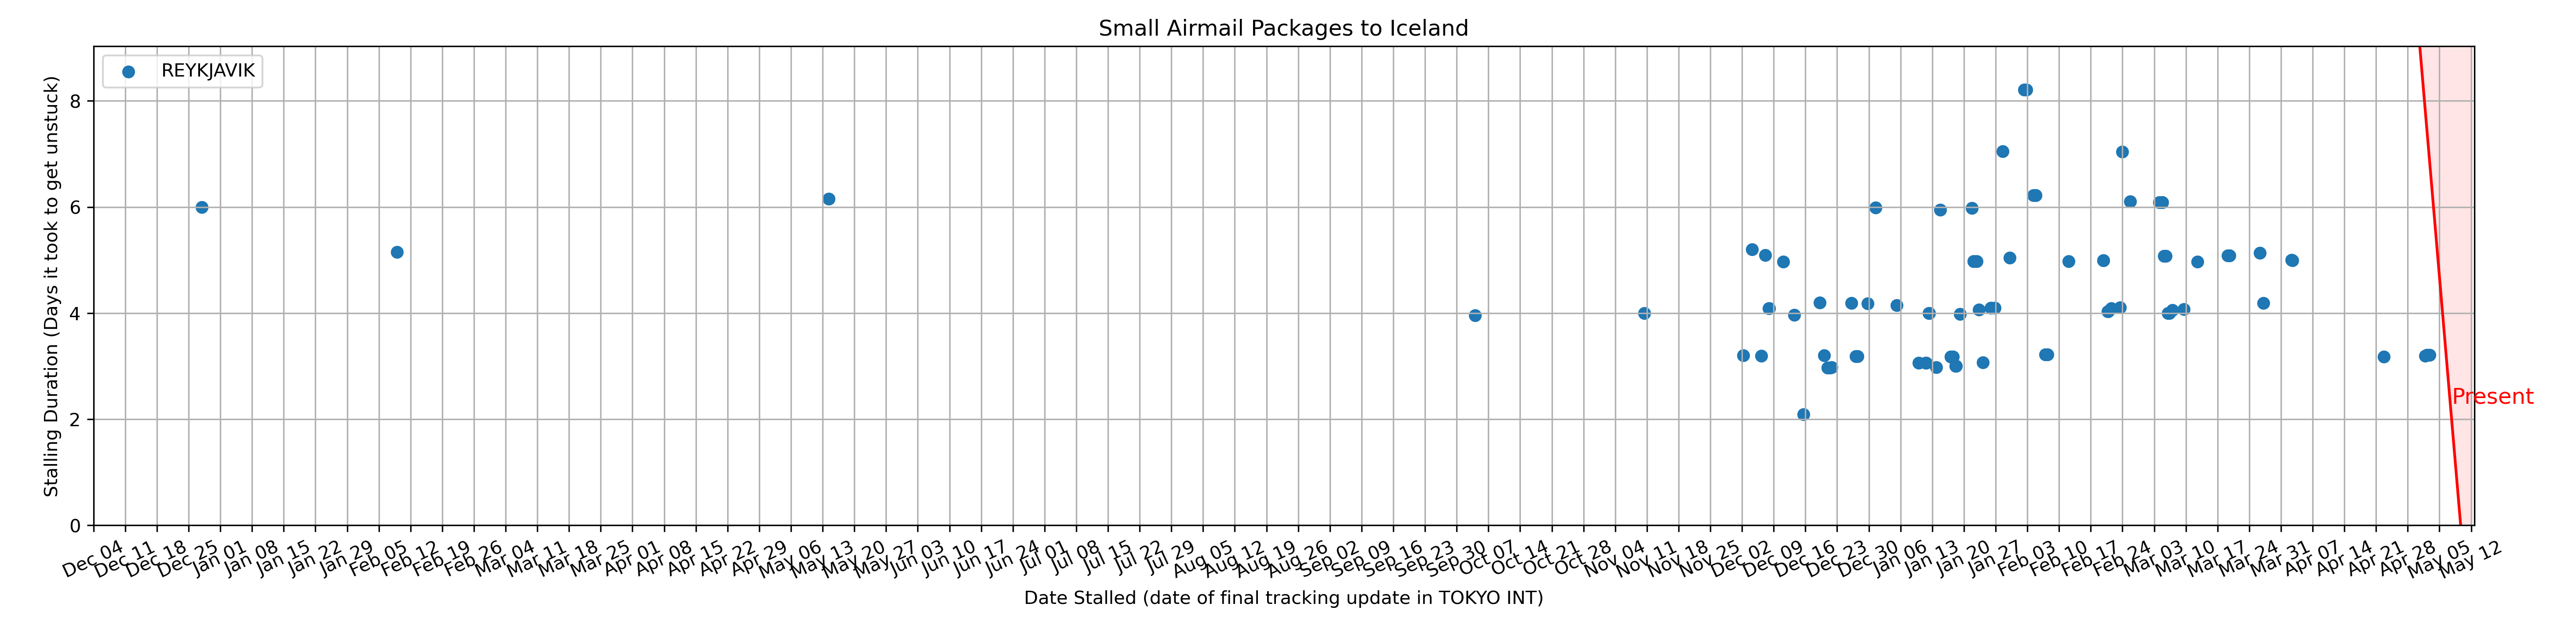 Small Airmail Packages to Iceland
REYKJAVIK
Stalling Duration (Days it took to get unstuck)
8
6
4
2
0
Present
Dec 04
Dec 11
Dec 18
Dec 25
Jan 01
Jan 08
Jan 15
Jan 22
Jan 29
Feb 05
Feb 12
Feb 19
Feb 26
Mar 04
Mar 11
Mar 18
Mar 25
Apr 01
Apr 08
Apr 15
Apr 22
Apr 29
May 06
May 13
May 20
May 27
Jun 03
Jun 10
Jun 17
Jun 24
Jul 01
Jul 08
Jul 15
Jul 22
Jul 29
Aug 05
Aug 12
Aug 19
Aug 26
Sep 02
Sep 09
Sep 16
Sep 23
Sep 30
Oct 07
Oct 14
Oct 21
Oct 28
Nov 04
Nov 11
Nov 18
Nov 25
Dec 02
Dec 09
Dec 16
Dec 23
Dec 30
Jan 06
Jan 13
Jan 20
Jan 27
Feb 03
Feb 10
Feb 17
Feb 24
Mar 03
Mar 10
Mar 17
Mar 24
Mar 31
Apr 07
Apr 14
Apr 21
Apr 28
May 05
May 12
Date Stalled (date of final tracking update in TOKYO INT)